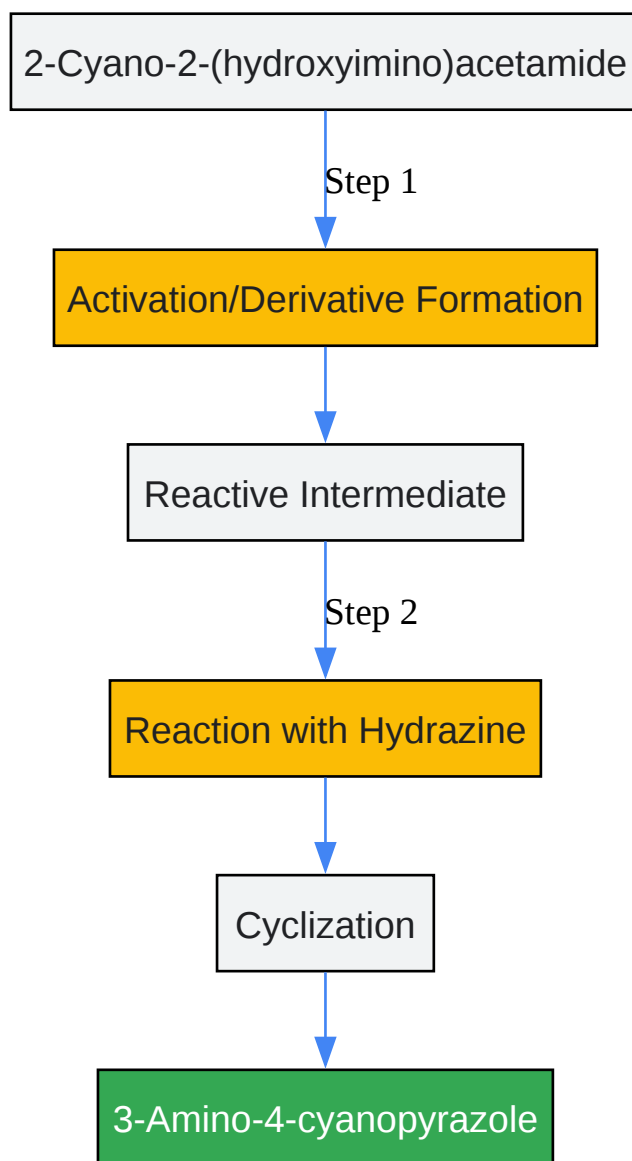 2-Cyano-2-(hydroxyimino)acetamide
Step 1
Activation/Derivative Formation
Reactive Intermediate
Step 2
Reaction with Hydrazine
Cyclization
3-Amino-4-cyanopyrazole